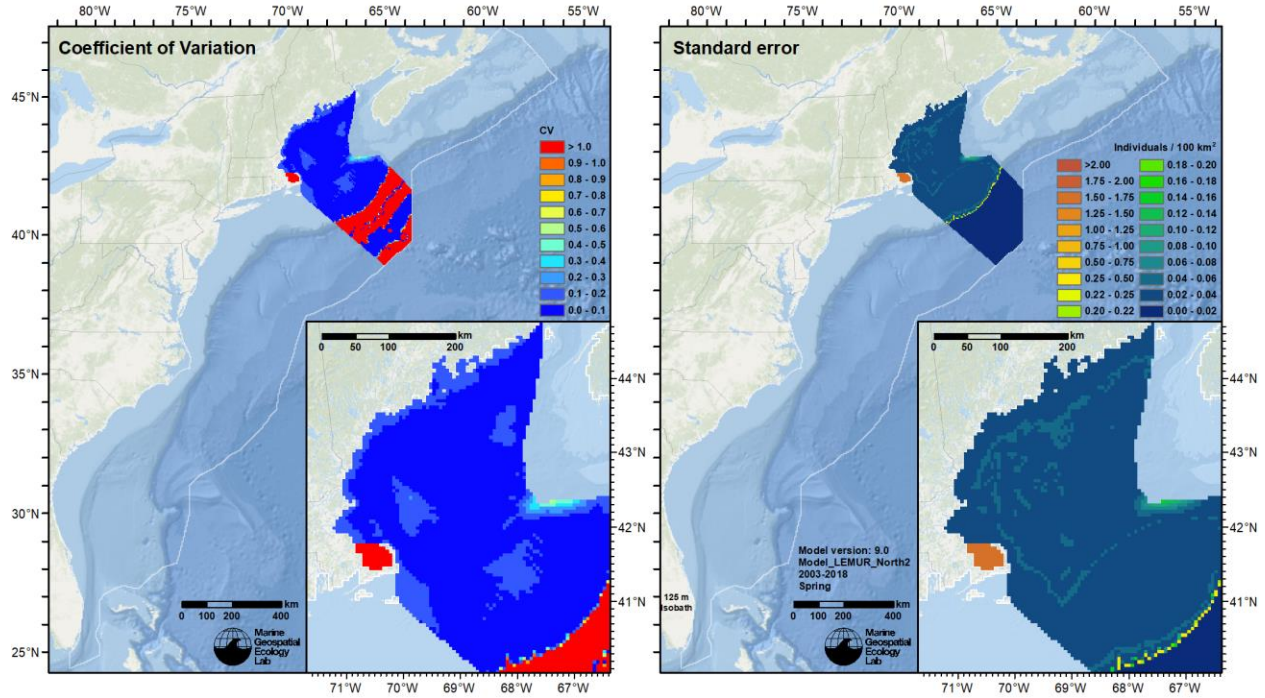 80°W 75°W 70°W 65°W 60°W 55°W
80°W 75°W 70°W 65°W 60°W 55°W
Coefficient of Variation
Standard error
45°N
40°N
35°N
30°N
25°N
CV
> 1.0
0.9 - 1.0
0.8 - 0.9
0.7 - 0.8
0.6 - 0.7
0.5 - 0.6
0.4 - 0.5
0.3 - 0.4
0.2 - 0.3
0.1 - 0.2
0.0 - 0.1
Individuals / 100 km²
>2.00
1.75 - 2.00
1.50 - 1.75
1.25 - 1.50
1.00 - 1.25
0.75 - 1.00
0.50 - 0.75
0.25 - 0.50
0.22 - 0.25
0.20 - 0.22
0.18 - 0.20
0.16 - 0.18
0.14 - 0.16
0.12 - 0.14
0.10 - 0.12
0.08 - 0.10
0.06 - 0.08
0.04 - 0.06
0.02 - 0.04
0.00 - 0.02
km
0 50 100 200
km
0 50 100 200
44°N
43°N
42°N
41°N
44°N
43°N
42°N
41°N
km
0 100 200 400
Marine
Geospatial
Ecology
Lab
125 m
Isobath
Model version: 9.0
Model_LEMUR_North2
2003-2018
Spring
km
0 100 200 400
Marine
Geospatial
Ecology
Lab
71°W 70°W 69°W 68°W 67°W
71°W 70°W 69°W 68°W 67°W